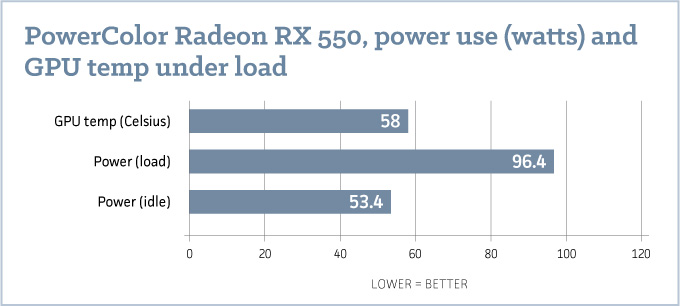 PowerColor Radeon RX 550, power use (watts) and
GPU temp under load
GPU temp (Celsius)
58
Power (load)
96.4
Power (idle)
53.4
0 20 40 60 80 100 120
LOWER = BETTER